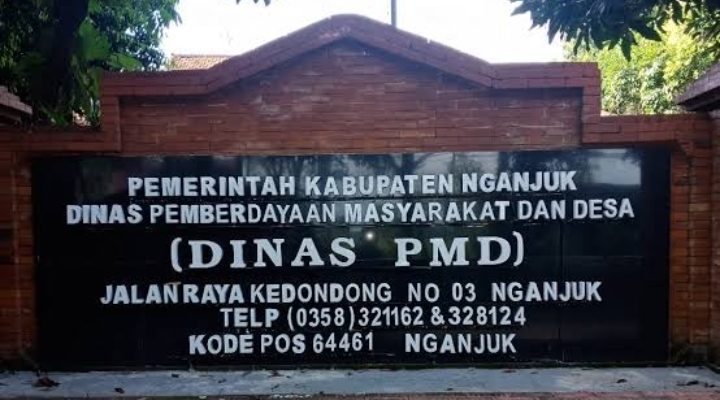 PEMERINTAH KABUPATEN NGANJUK
DINAS PEMBERDAYAAN MASYARAKAT DAN DESA
(DINAS PMD)
JALAN RAYA KEDONDONG NO 03 NGANJUK
TELP (0358) 321162 & 328124
KODE POS 64461 NGANJUK